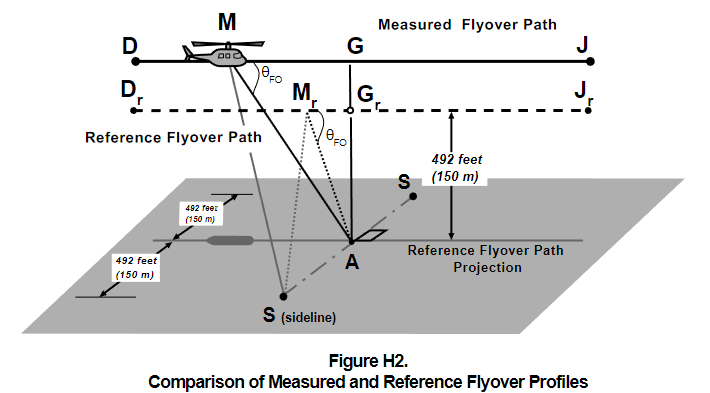 M
Measured Flyover Path
D
G
J
θFO
Dr
Mr
Gr
Jr
Reference Flyover Path
θFO
492 feet
(150 m)
S
492 feet
(150 m)
492 feet
(150 m)
A
Reference Flyover Path
Projection
S (sideline)
Figure H2.
Comparison of Measured and Reference Flyover Profiles